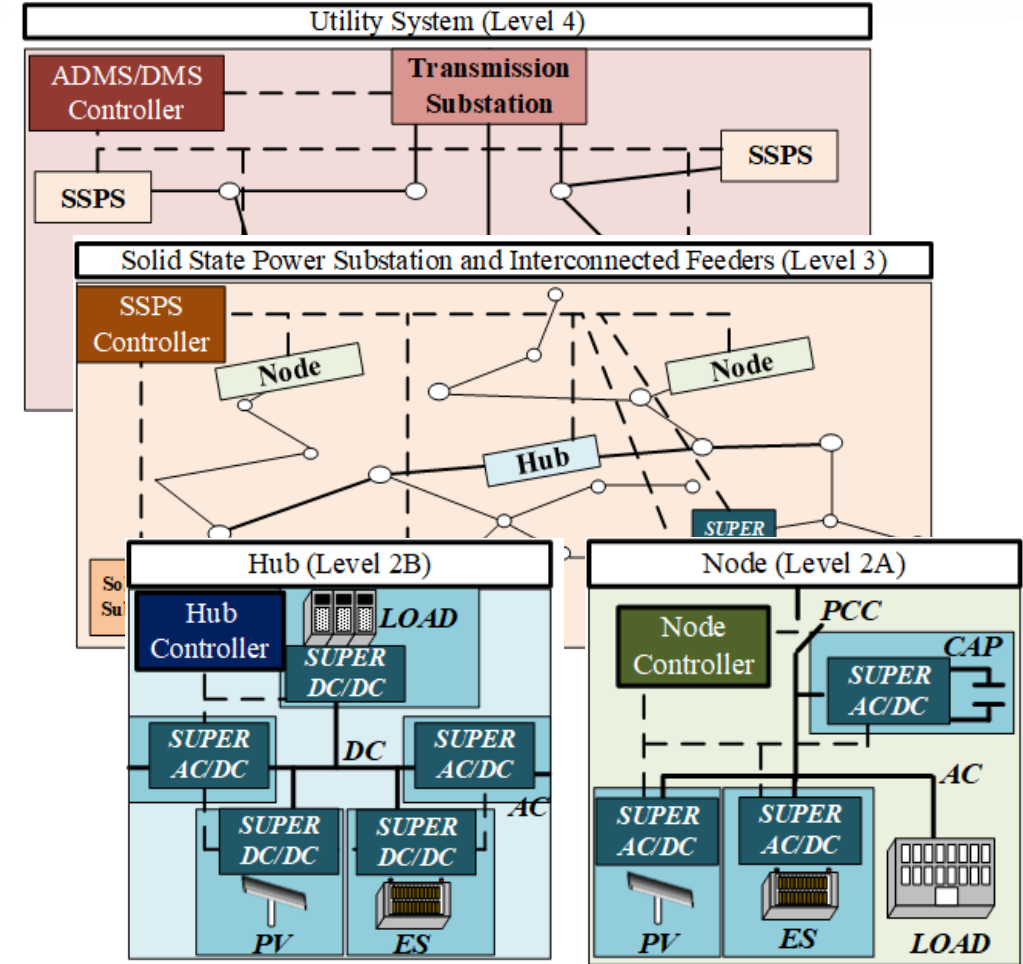 Utility System (Level 4)
ADMS/DMS
Controller
Transmission
Substation
SSPS
SSPS
Solid State Power Substation and Interconnected Feeders (Level 3)
SSPS
Controller
Node
Node
Hub
SUPER
So
Su
Hub (Level 2B)
Hub
Controller
LOAD
SUPER
DC/DC
SUPER
AC/DC
DC
SUPER
AC/DC
AC
SUPER
DC/DC
SUPER
DC/DC
PV
ES
Node (Level 2A)
Node
Controller
PCC
CAP
SUPER
AC/DC
AC
SUPER
AC/DC
SUPER
AC/DC
PV
ES
LOAD